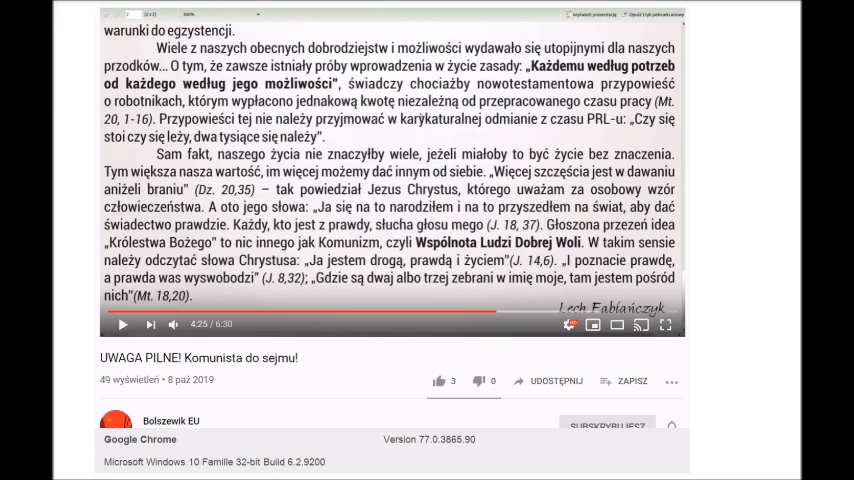 2 (2 z 2) 300% Wyświetl prezentację Opuść tryb pełnoekranowy
warunki do egzystencji.
Wiele z naszych obecnych dobrodziejstw i możliwości wydawało się utopijnymi dla naszych
przodków... O tym, że zawsze istniały próby wprowadzenia w życie zasady: „Każdemu według potrzeb
od każdego według jego możliwości”, świadczy chociażby nowotestamentowa przypowieść
o robotnikach, którym wypłacono jednakową kwotę niezależną od przepracowanego czasu pracy (Mt.
20, 1-16). Przypowieści tej nie należy przyjmować w karykaturalnej odmianie z czasu PRL-u: „Czy się
stoi czy się leży, dwa tysiące się należy”.
Sam fakt, naszego życia nie znaczyłby wiele, jeżeli miałoby to być życie bez znaczenia.
Tym większa nasza wartość, im więcej możemy dać innym od siebie. „Więcej szczęścia jest w dawaniu
aniżeli braniu” (Dz. 20,35) – tak powiedział Jezus Chrystus, którego uważam za osobowy wzór
człowieczeństwa. A oto jego słowa: „Ja się na to narodziłem i na to przyszedłem na świat, aby dać
świadectwo prawdzie. Każdy, kto jest z prawdy, słucha głosu mego (J. 18, 37). Głoszona przezeń idea
„Królestwa Bożego” to nic innego jak Komunizm, czyli Wspólnota Ludzi Dobrej Woli. W takim sensie
należy odczytać słowa Chrystusa: „Ja jestem drogą, prawdą i życiem”(J. 14,6). „I poznacie prawdę,
a prawda was wyswobodzi” (J. 8,32); „Gdzie są dwaj albo trzej zebrani w imię moje, tam jestem pośród
nich”(Mt. 18,20).
Lech Fabiańczyk
4:25 / 6:30 HD
UWAGA PILNE! Komunista do sejmu!
49 wyświetleń • 8 paź 2019 3 0 UDOSTĘPNIJ ZAPISZ
Bolszewik EU SUBSKRYBUJESZ
Google Chrome Version 77.0.3865.90
Microsoft Windows 10 Famille 32-bit Build 6.2.9200